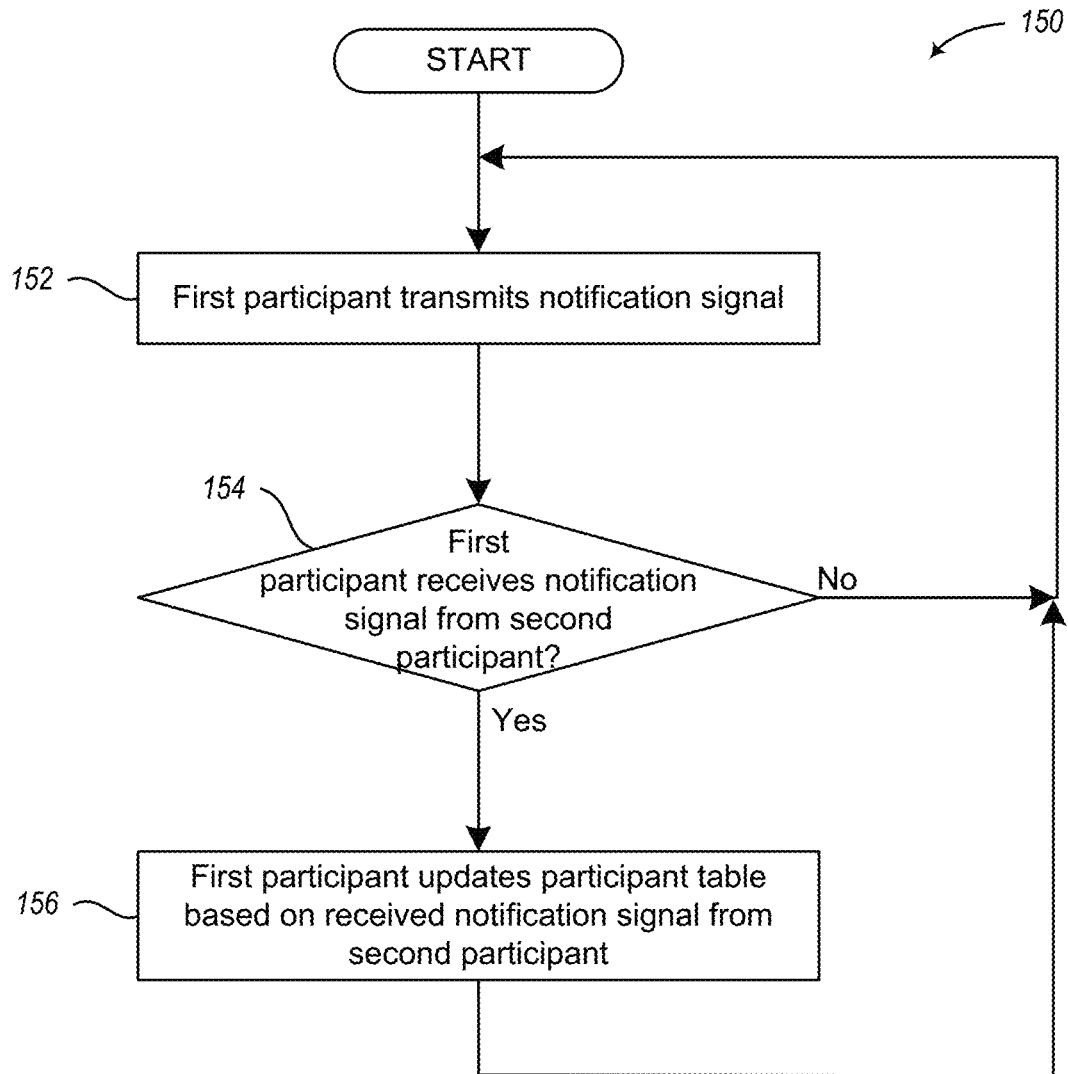 150
START
152
First participant transmits notification signal
154
First
participant receives notification
signal from second
participant?
No
Yes
156
First participant updates participant table
based on received notification signal from
second participant